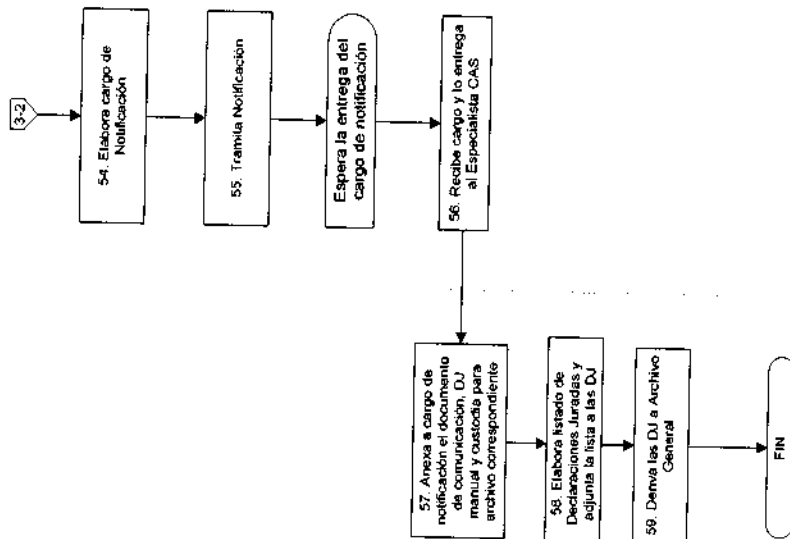 3-2
54. Elabora cargo de
Notificación
55. Tramita Notificación
Espera la entrega del
cargo de notificación
56. Recibe cargo y lo entrega
al Especialista CAS
57. Anexa a cargo de
notificación el documento
de comunicación, DJ
manual y custodia para
archivo correspondiente
58. Elabora listado de
Declaraciones Juradas y
adjunta la lista a las DJ
59. Deriva las DJ a Archivo
General
FIN